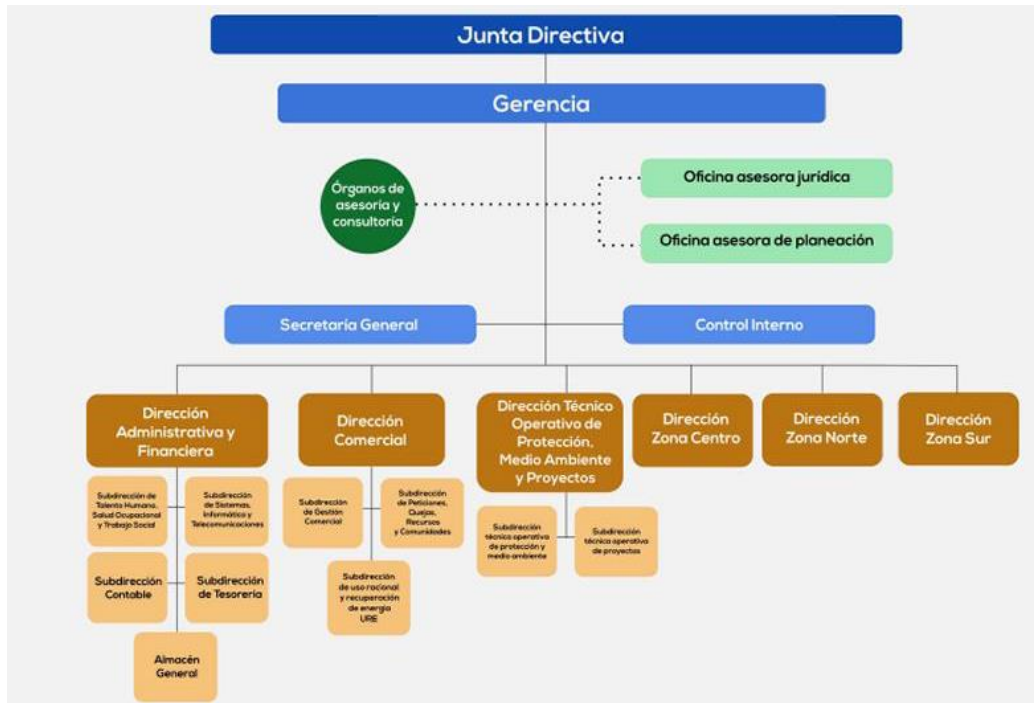 Junta Directiva
Gerencia
Órganos de
asesoría y
consultoría
Oficina asesora jurídica
Oficina asesora de planeación
Secretaría General
Control Interno
Dirección
Administrativa y
Financiera
Dirección
Comercial
Dirección Técnico
Operativo de
Protección,
Medio Ambiente
y Proyectos
Dirección
Zona Centro
Dirección
Zona Norte
Dirección
Zona Sur
Subdirección de
Talento Humano,
Salud Ocupacional
y Trabajo Social
Subdirección
de Sistemas,
Informática y
Telecomunicaciones
Subdirección
Contable
Subdirección
de Tesorería
Almacén
General
Subdirección
de Gestión
Comercial
Subdirección
de Peticiones,
Quejas,
Recursos
y Comunidades
Subdirección
de uso racional
y recuperación
de energía
URE
Subdirección
técnica operativa
de protección y
medio ambiente
Subdirección
técnica operativa
de proyectos